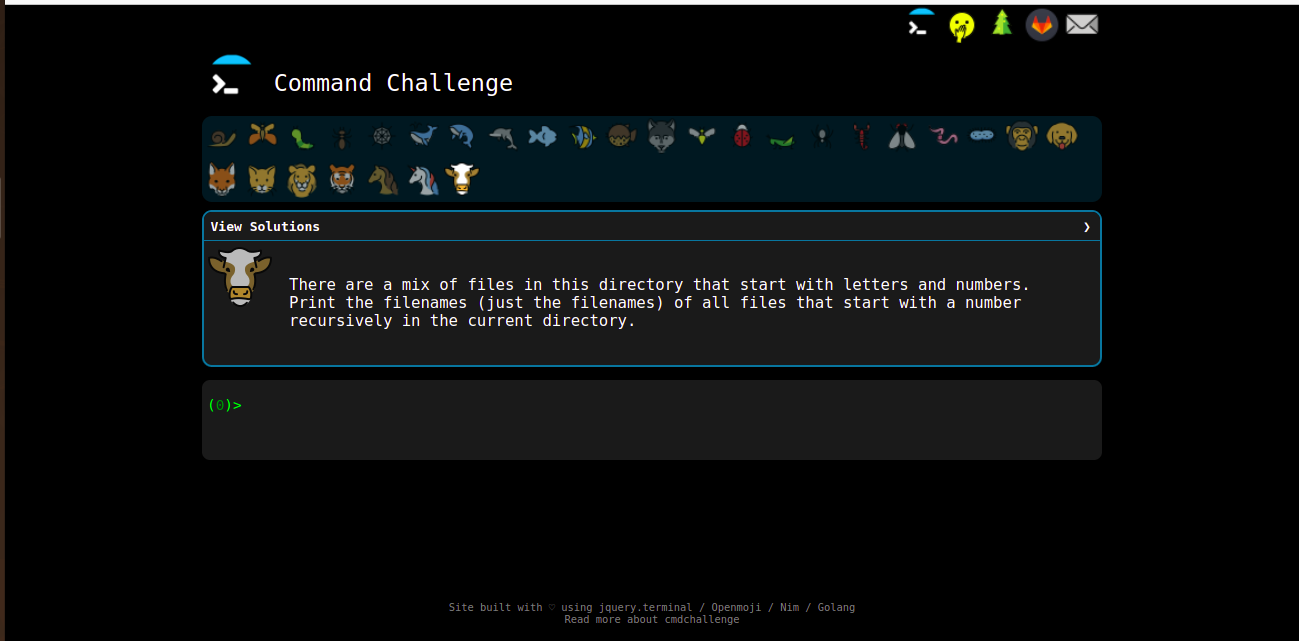 Command Challenge
View Solutions ❯
There are a mix of files in this directory that start with letters and numbers.
Print the filenames (just the filenames) of all files that start with a number
recursively in the current directory.
(0)>
Site built with ♡ using jquery.terminal / Openmoji / Nim / Golang
Read more about cmdchallenge